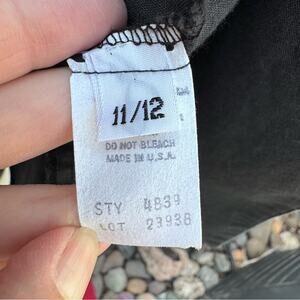 11/12
DO NOT BLEACH
MADE IN U.S.A.
STY 4839
LOT 23938